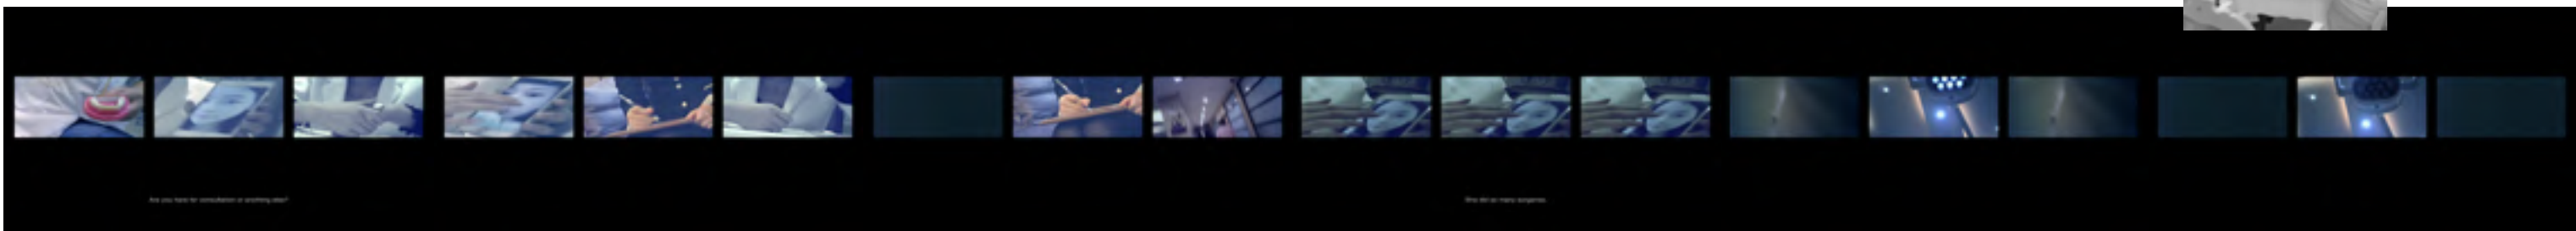 Are you here for consultation or anything else?
She did so many surgeries.